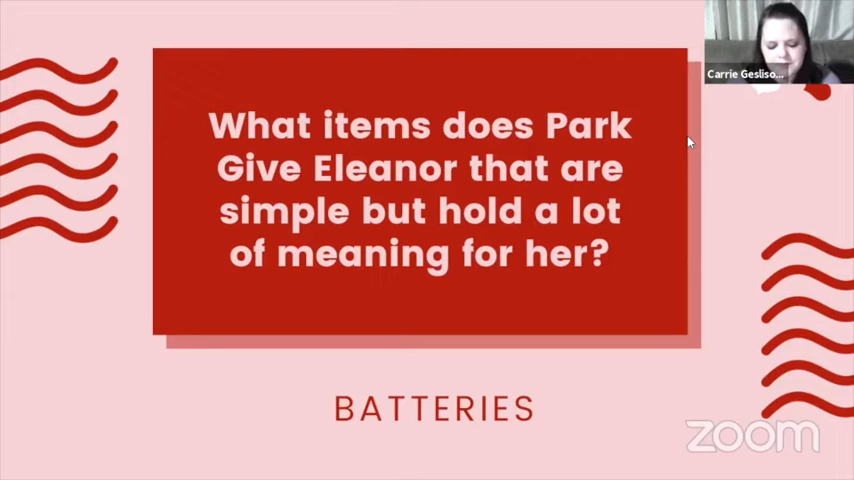 Carrie Geslíso...
What items does Park
Give Eleanor that are
simple but hold a lot
of meaning for her?
BATTERIES
zoom